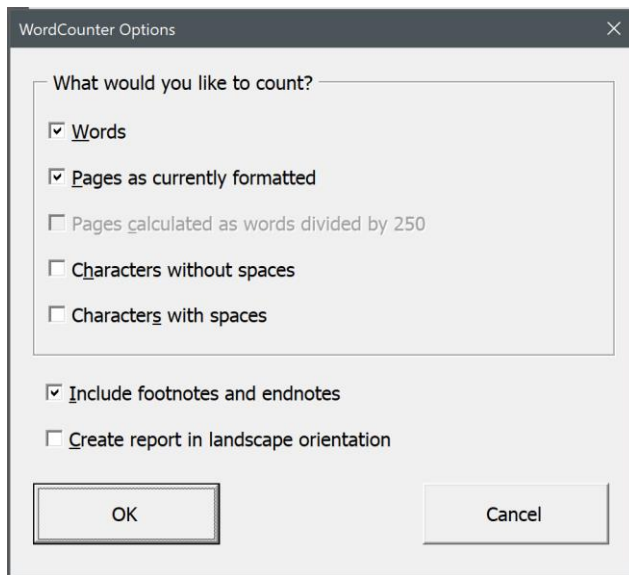 WordCounter Options
What would you like to count?
Words
Pages as currently formatted
Pages calculated as words divided by 250
Characters without spaces
Characters with spaces
Include footnotes and endnotes
Create report in landscape orientation
OK
Cancel